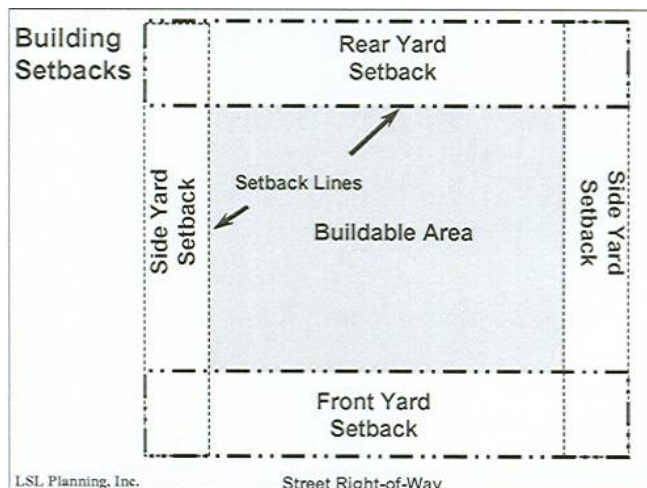 Building
Setbacks
Rear Yard
Setback
Setback Lines
Side Yard
Setback
Buildable Area
Side Yard
Setback
Front Yard
Setback
LSL Planning, Inc.
Street Right-of-Way